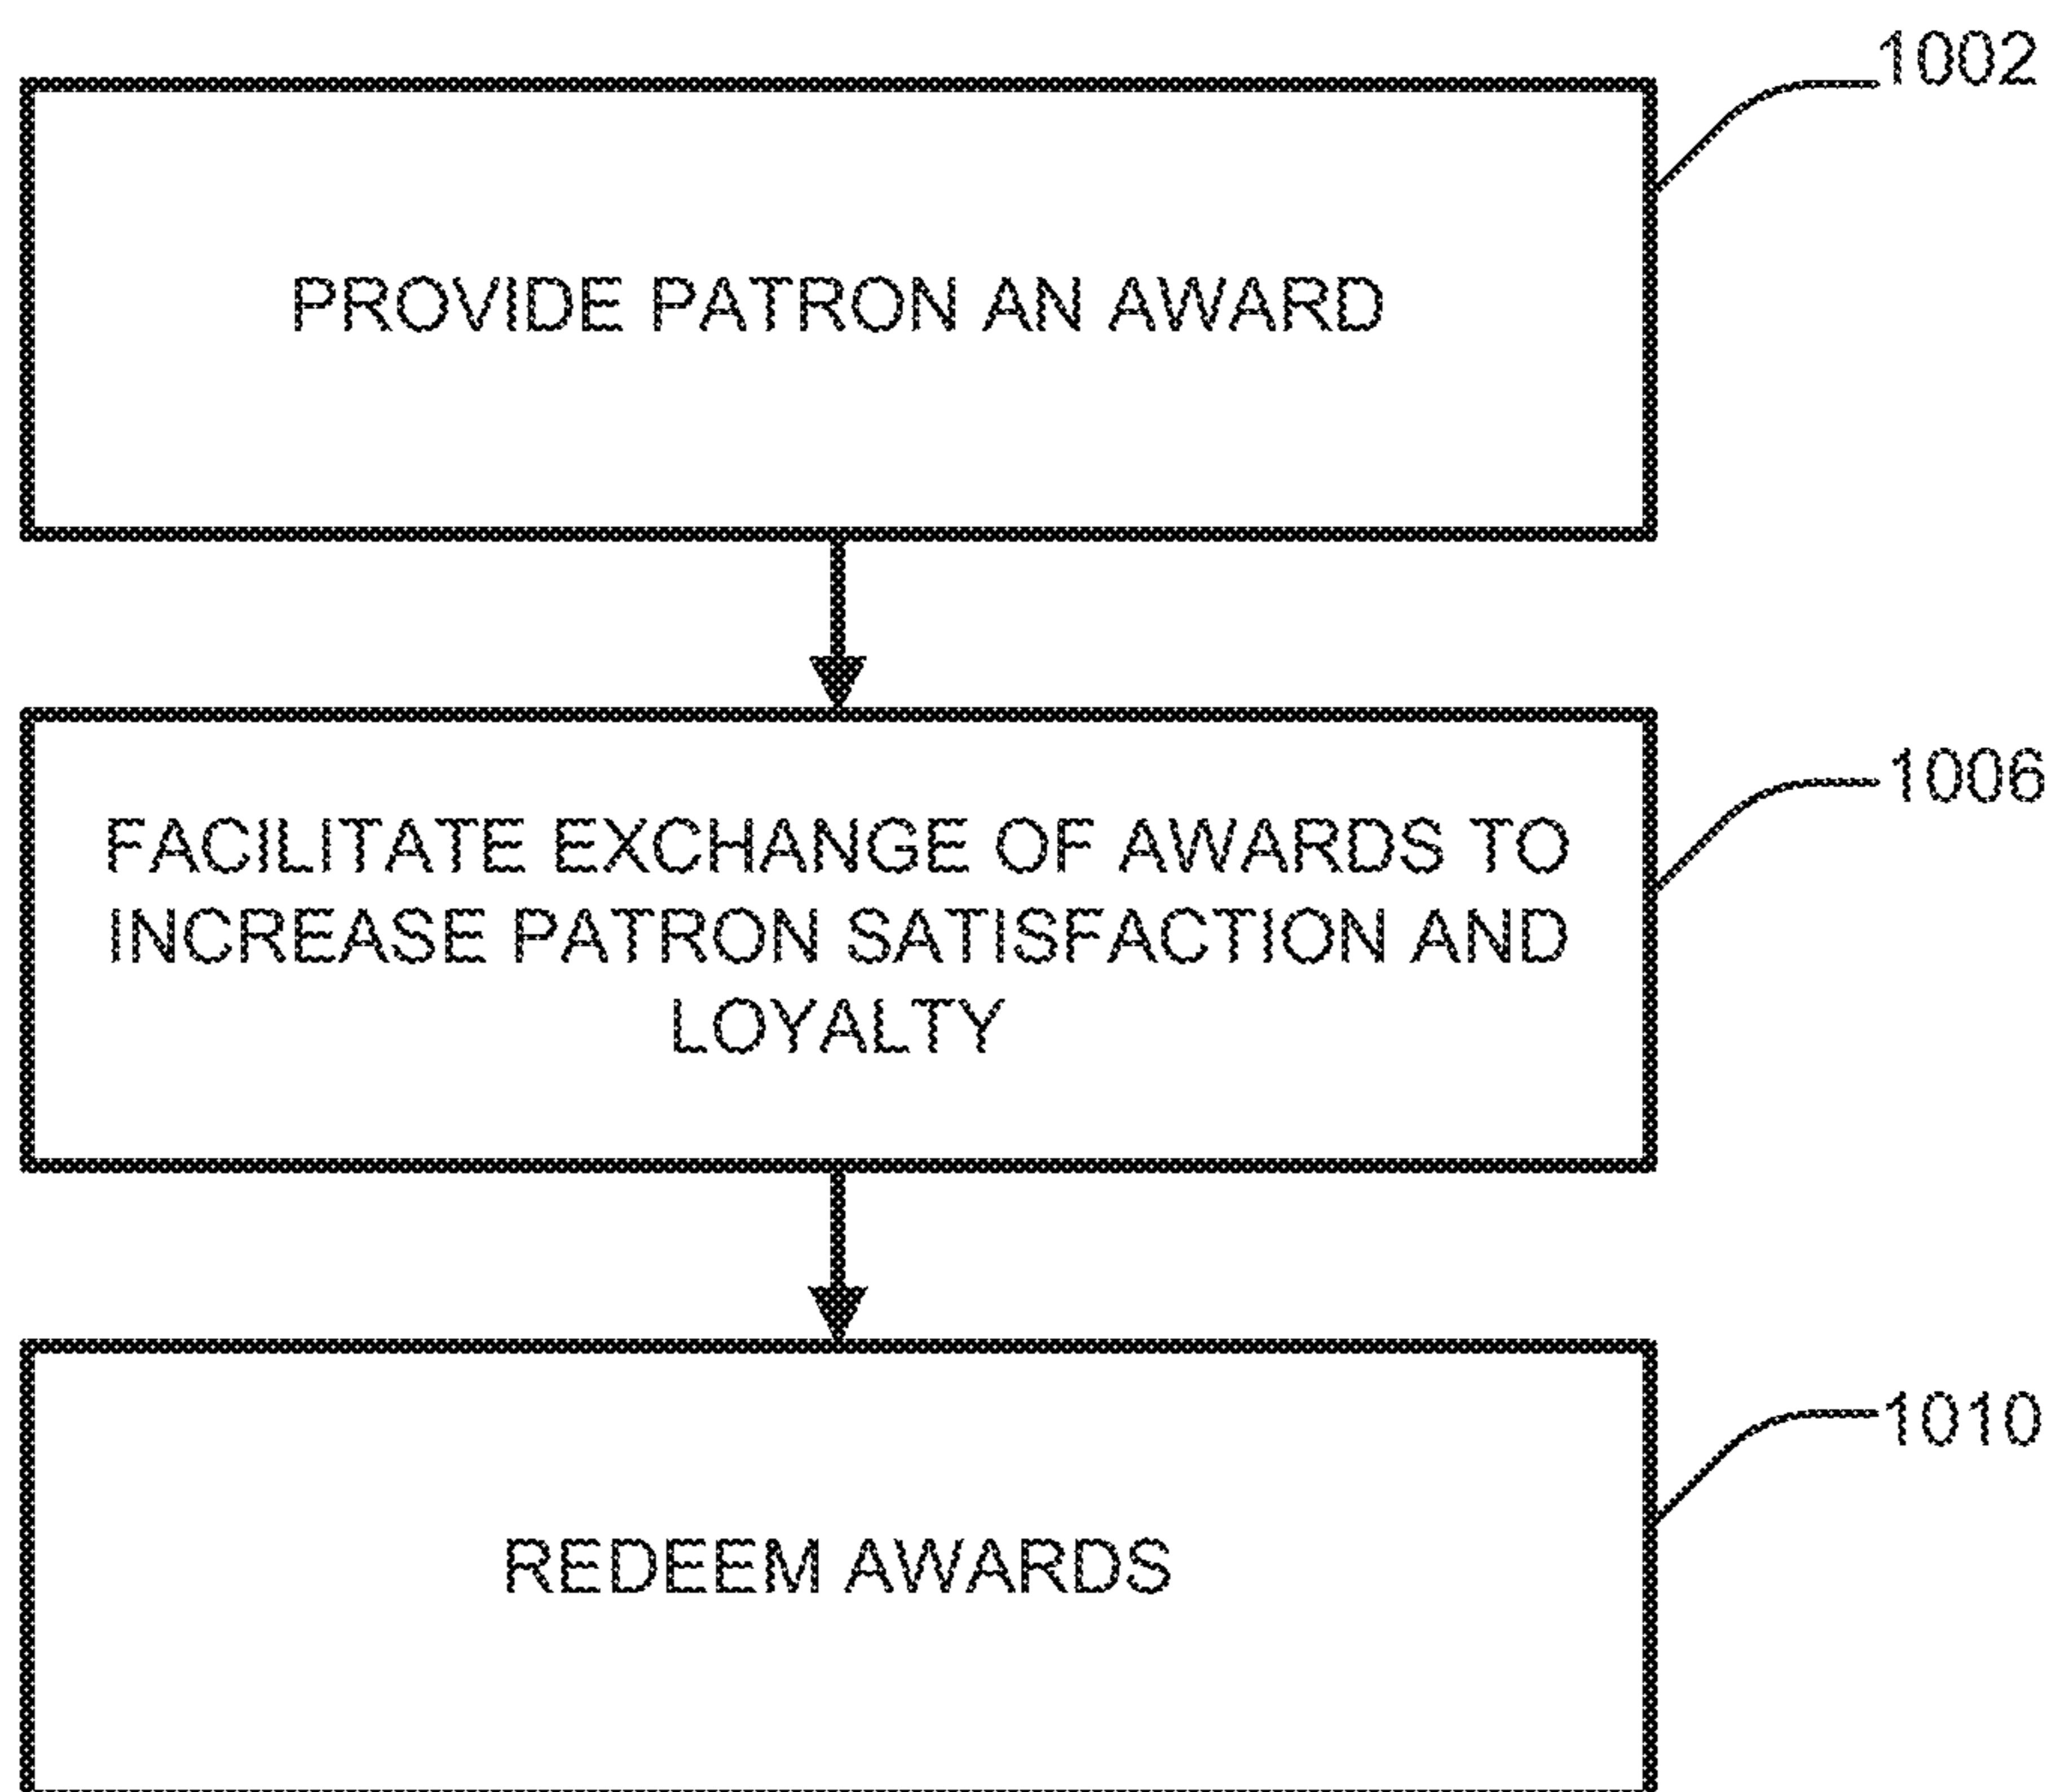 1002
PROVIDE PATRON AN AWARD
1006
FACILITATE EXCHANGE OF AWARDS TO
INCREASE PATRON SATISFACTION AND
LOYALTY
1010
REDEEM AWARDS